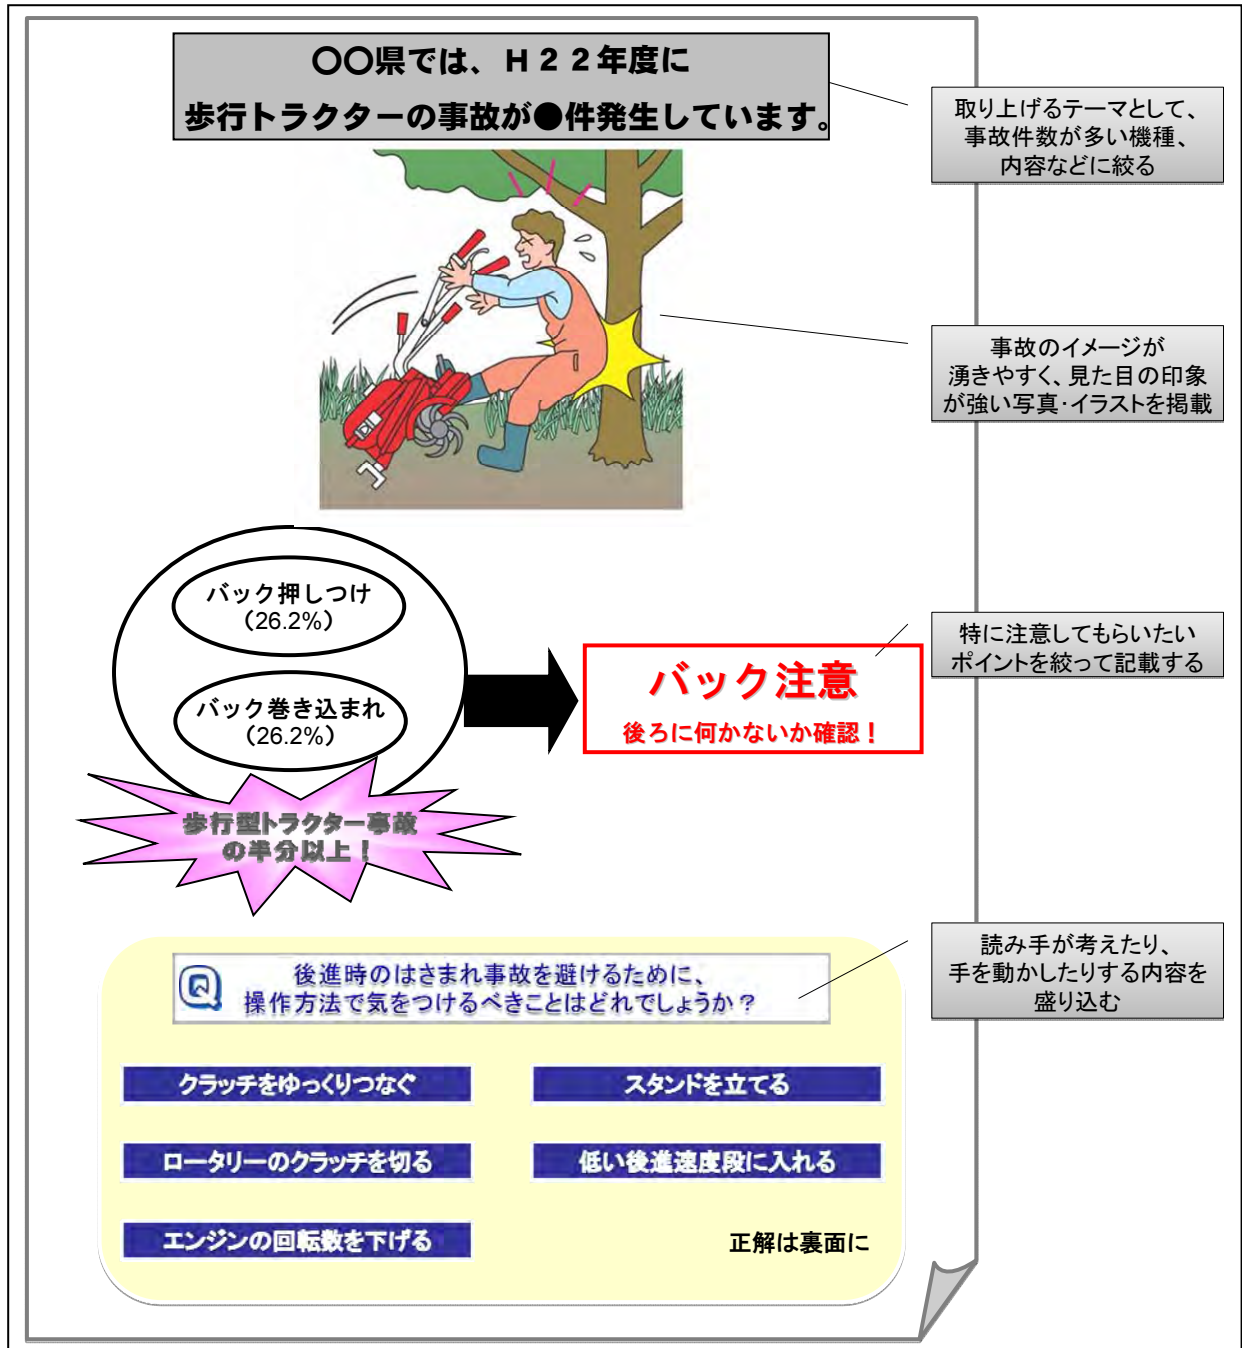 〇〇県では、Ｈ２２年度に
歩行トラクターの事故が●件発生しています。
取り上げるテーマとして、
事故件数が多い機種、
内容などに絞る
事故のイメージが
湧きやすく、見た目の印象
が強い写真・イラストを掲載
バック押しつけ
（26.2%）
バック巻き込まれ
（26.2%）
歩行型トラクター事故
の半分以上！
バック注意
後ろに何かないか確認！
特に注意してもらいたい
ポイントを絞って記載する
Q
後進時のはさまれ事故を避けるために、
操作方法で気をつけるべきことはどれでしょうか？
読み手が考えたり、
手を動かしたりする内容を
盛り込む
クラッチをゆっくりつなぐ
スタンドを立てる
ロータリーのクラッチを切る
低い後進速度段に入れる
エンジンの回転数を下げる
正解は裏面に